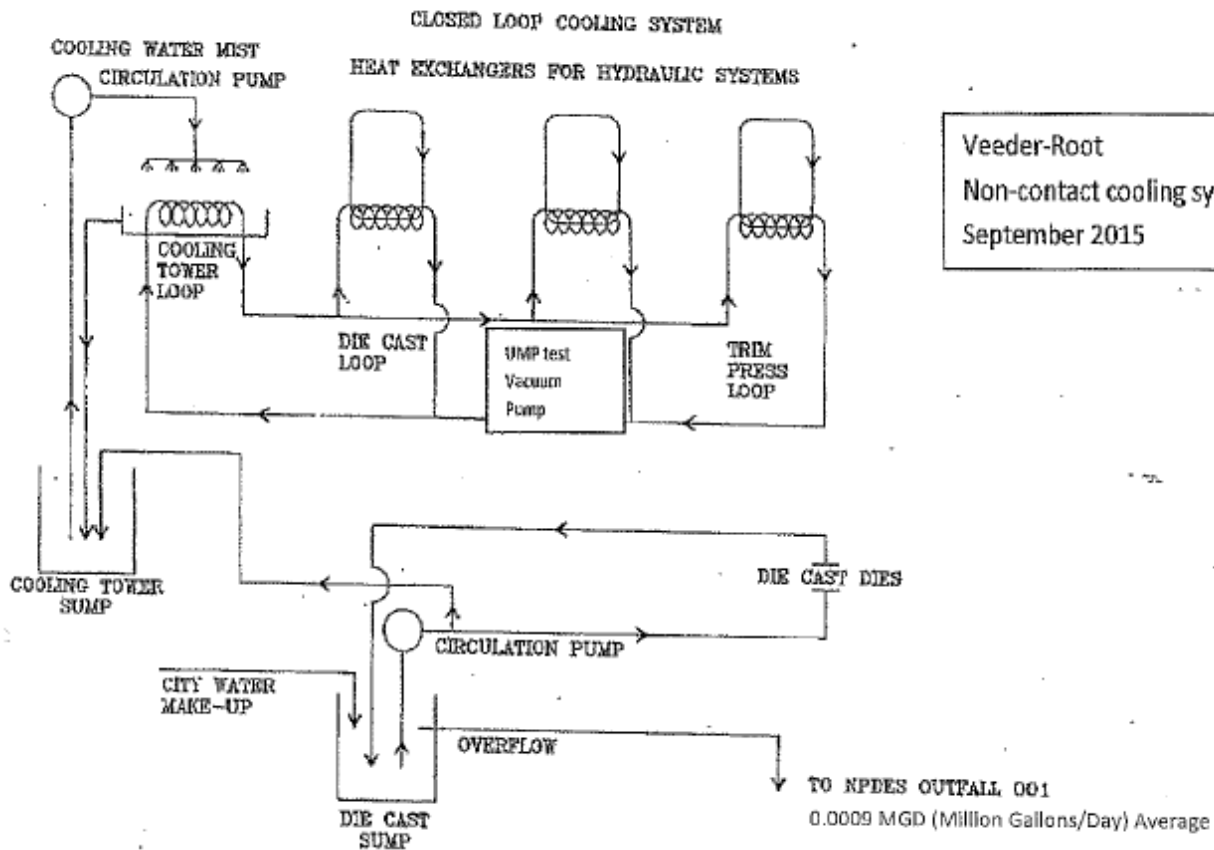 CLOSED LOOP COOLING SYSTEM
COOLING WATER MIST
CIRCULATION PUMP
HEAT EXCHANGERS FOR HYDRAULIC SYSTEMS
Veeder-Root
Non-contact cooling sy
September 2015
COOLING
TOWER
LOOP
DIE CAST
LOOP
UMP test
Vacuum
Pump
TRIM
PRESS
LOOP
COOLING TOWER
SUMP
DIE CAST DIES
CIRCULATION PUMP
CITY WATER
MAKE-UP
OVERFLOW
DIE CAST
SUMP
TO NPDES OUTFALL 001
0.0009 MGD (Million Gallons/Day) Average